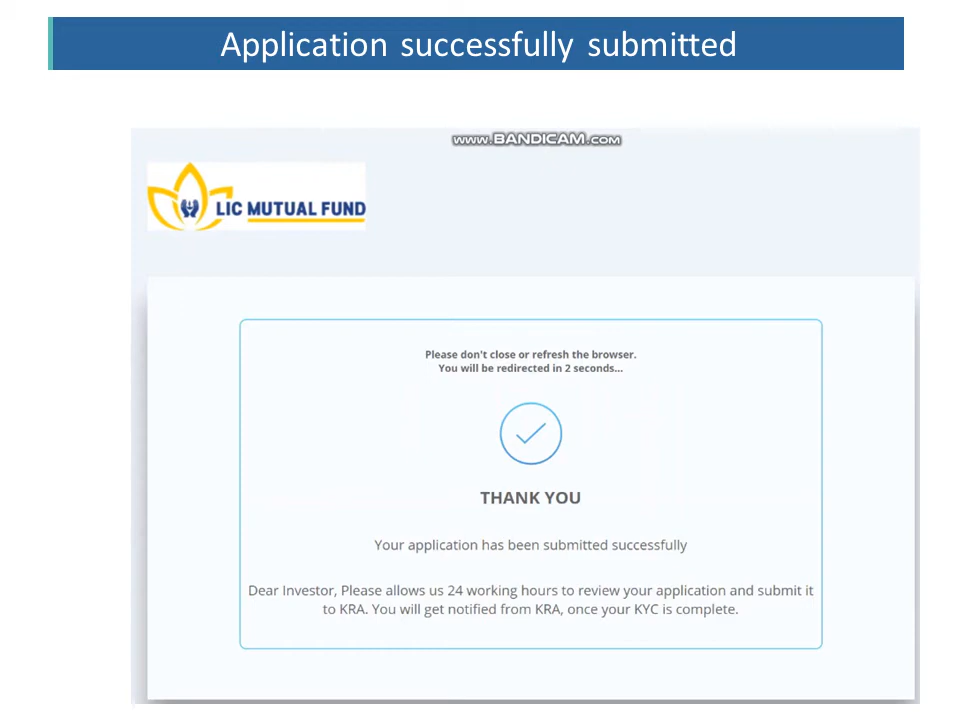 Application successfully submitted
www.BANDICAM.com
LIC MUTUAL FUND
Please don't close or refresh the browser.
You will be redirected in 2 seconds...
THANK YOU
Your application has been submitted successfully
Dear Investor, Please allows us 24 working hours to review your application and submit it
to KRA. You will get notified from KRA, once your KYC is complete.